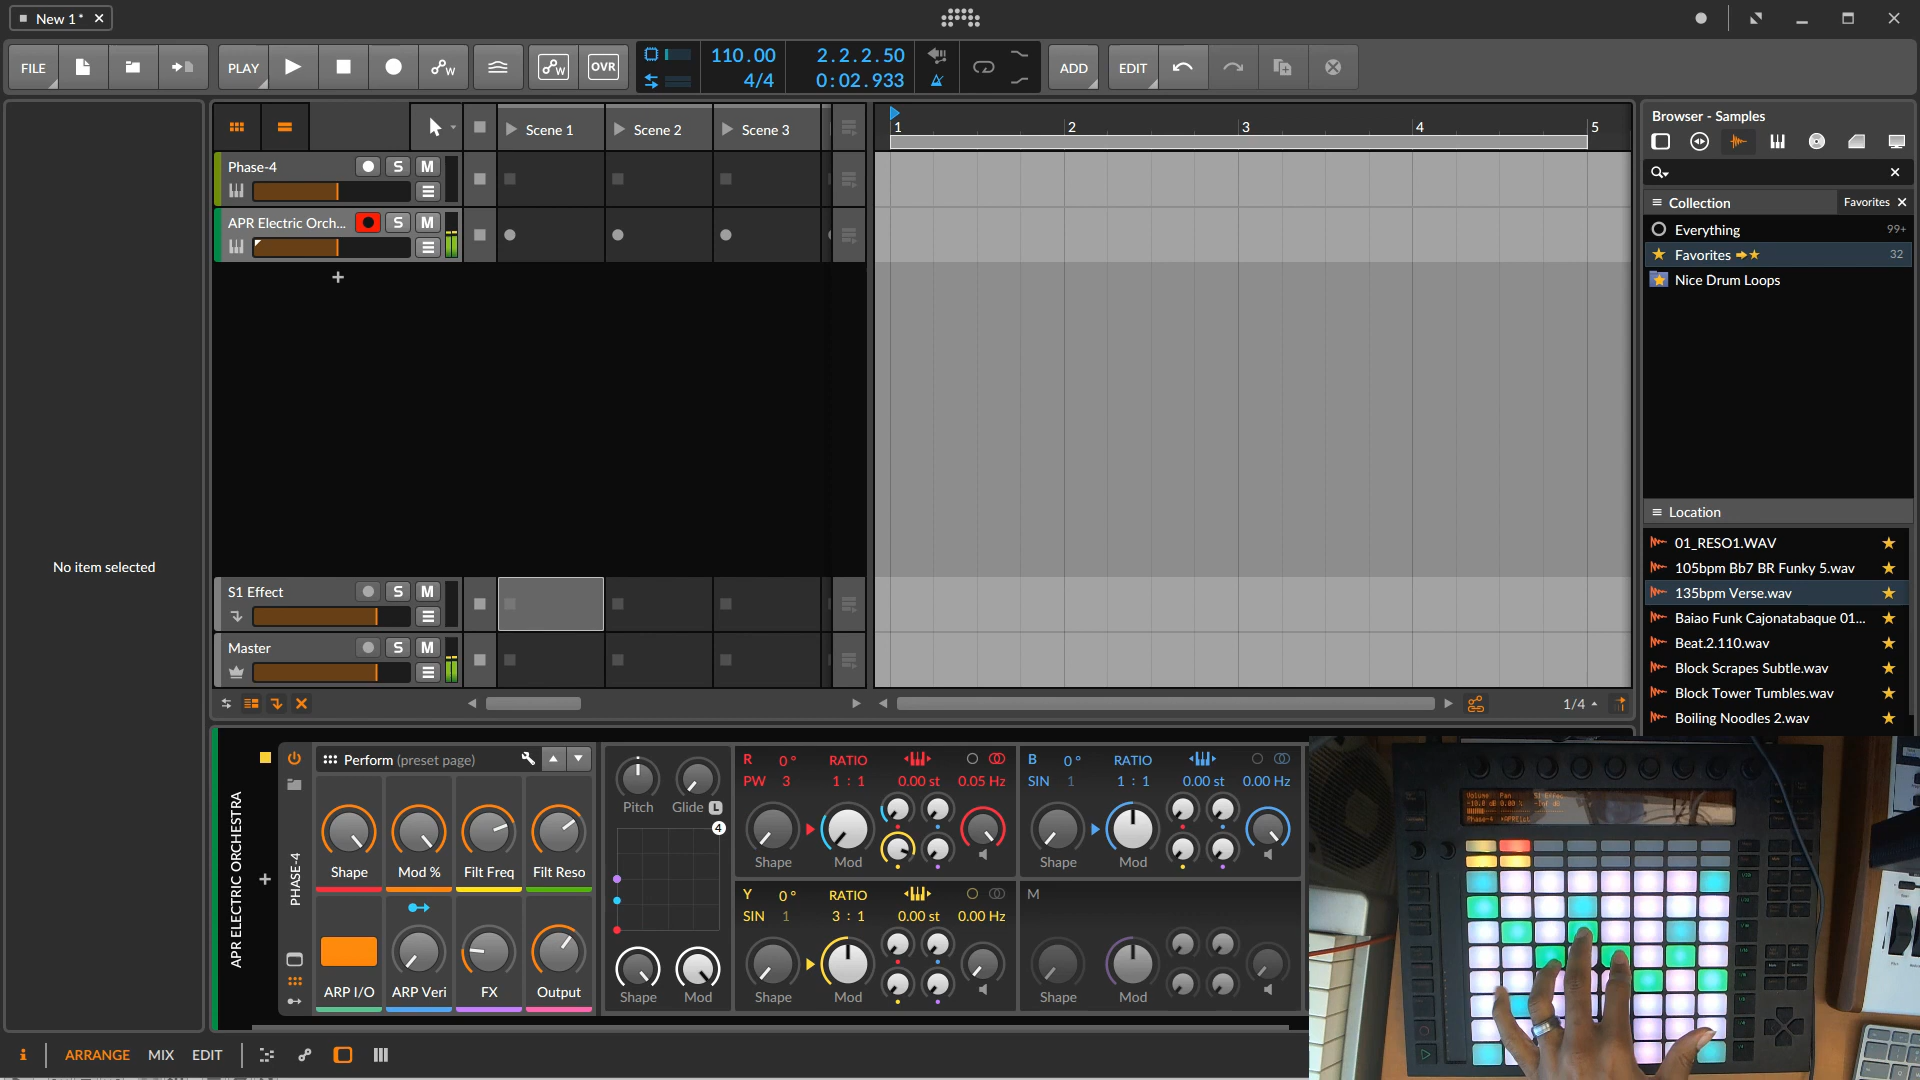 New 1*
FILE
PLAY
OVR
110.00
4/4
2.2.2.50
0:02.933
ADD
EDIT
Scene 1
Scene 2
Scene 3
1
2
3
4
5
Phase-4
S
M
APR Electric Orch...
S
M
S1 Effect
S
M
Master
S
M
1/4
No item selected
Browser - Samples
Collection
Favorites
Everything
99+
Favorites
32
Nice Drum Loops
Location
01_RESO1.WAV
105bpm Bb7 BR Funky 5.wav
135bpm Verse.wav
Baiao Funk Cajonatabaque 01...
Beat.2.110.wav
Block Scrapes Subtle.wav
Block Tower Tumbles.wav
Boiling Noodles 2.wav
APR ELECTRIC ORCHESTRA
PHASE-4
Perform (preset page)
Shape
Mod %
Filt Freq
Filt Reso
ARP I/O
ARP Veri
FX
Output
Pitch
Glide
L
4
Shape
Mod
R
0 °
RATIO
PW
3
1 : 1
0.00 st
0.05 Hz
Shape
Mod
B
0 °
RATIO
SIN
1
1 : 1
0.00 st
0.00 Hz
Shape
Mod
Y
0 °
RATIO
SIN
1
3 : 1
0.00 st
0.00 Hz
Shape
Mod
M
Shape
Mod
i
ARRANGE
MIX
EDIT